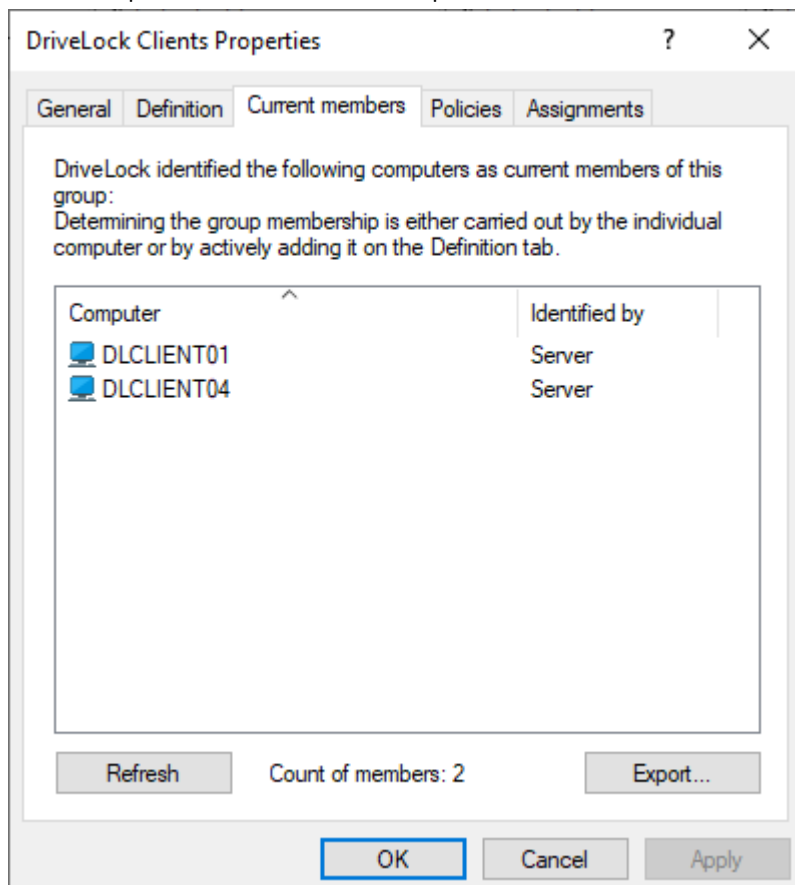 DriveLock Clients Properties ? ×
General Definition Current members Policies Assignments
DriveLock identified the following computers as current members of this
group:
Determining the group membership is either carried out by the individual
computer or by actively adding it on the Definition tab.
Computer Identified by
DLCLIENT01 Server
DLCLIENT04 Server
Refresh Count of members: 2 Export...
OK Cancel Apply